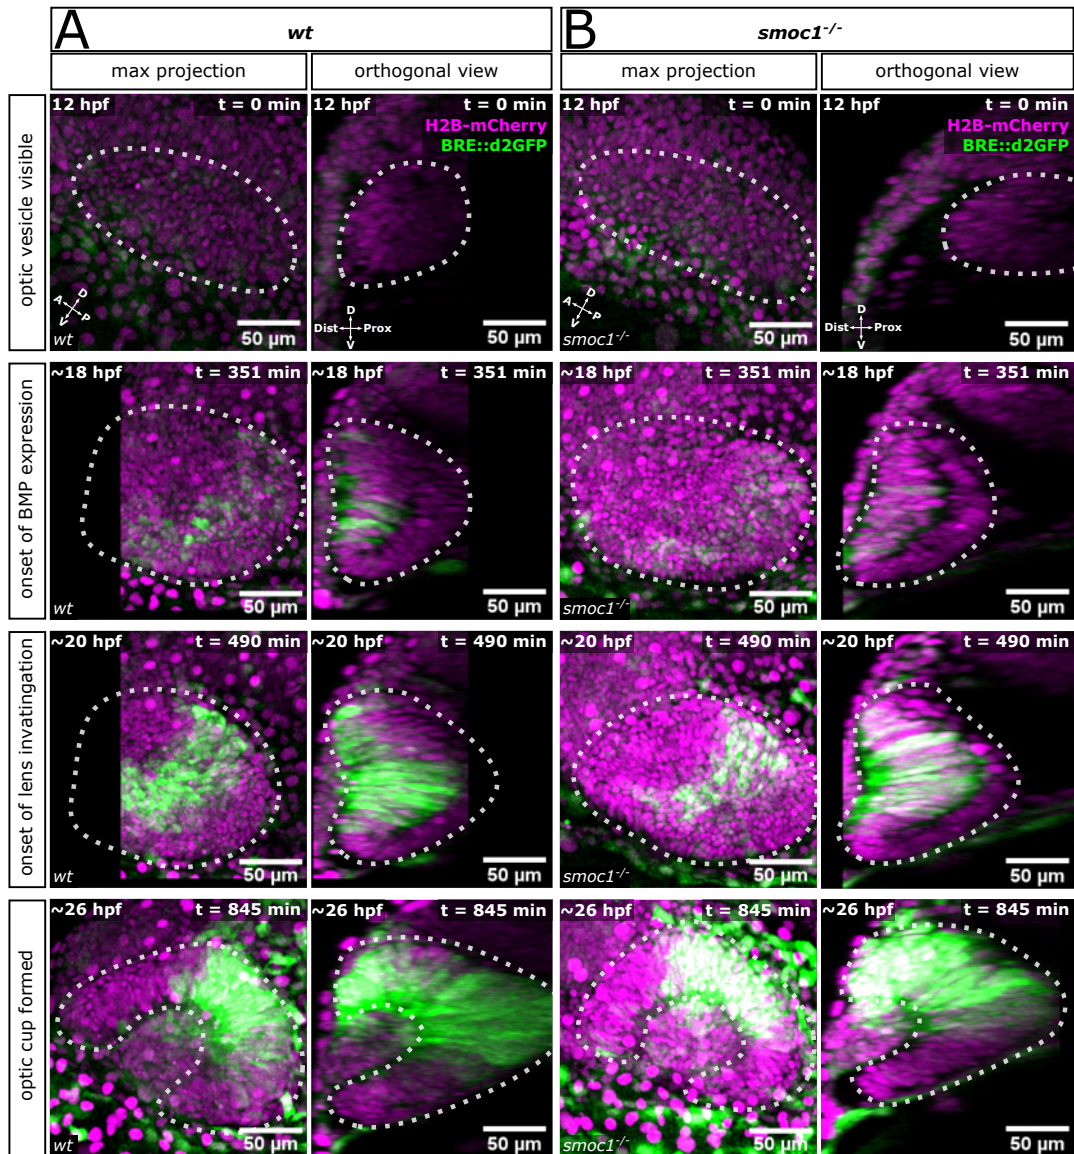 A
wt
B
smoc1-/-
max projection
orthogonal view
max projection
orthogonal view
optic vesicle visible
12 hpf
t = 0 min
A
D
V
P
wt
50 µm
12 hpf
t = 0 min
H2B-mCherry
BRE::d2GFP
D
Dist
Prox
V
50 µm
12 hpf
t = 0 min
A
D
V
P
smoc1-/-
50 µm
12 hpf
t = 0 min
H2B-mCherry
BRE::d2GFP
D
Dist
Prox
V
50 µm
onset of BMP expression
~18 hpf
t = 351 min
wt
50 µm
~18 hpf
t = 351 min
50 µm
~18 hpf
t = 351 min
smoc1-/-
50 µm
~18 hpf
t = 351 min
50 µm
onset of lens invatingation
~20 hpf
t = 490 min
wt
50 µm
~20 hpf
t = 490 min
50 µm
~20 hpf
t = 490 min
smoc1-/-
50 µm
~20 hpf
t = 490 min
50 µm
optic cup formed
~26 hpf
t = 845 min
wt
50 µm
~26 hpf
t = 845 min
50 µm
~26 hpf
t = 845 min
smoc1-/-
50 µm
~26 hpf
t = 845 min
50 µm